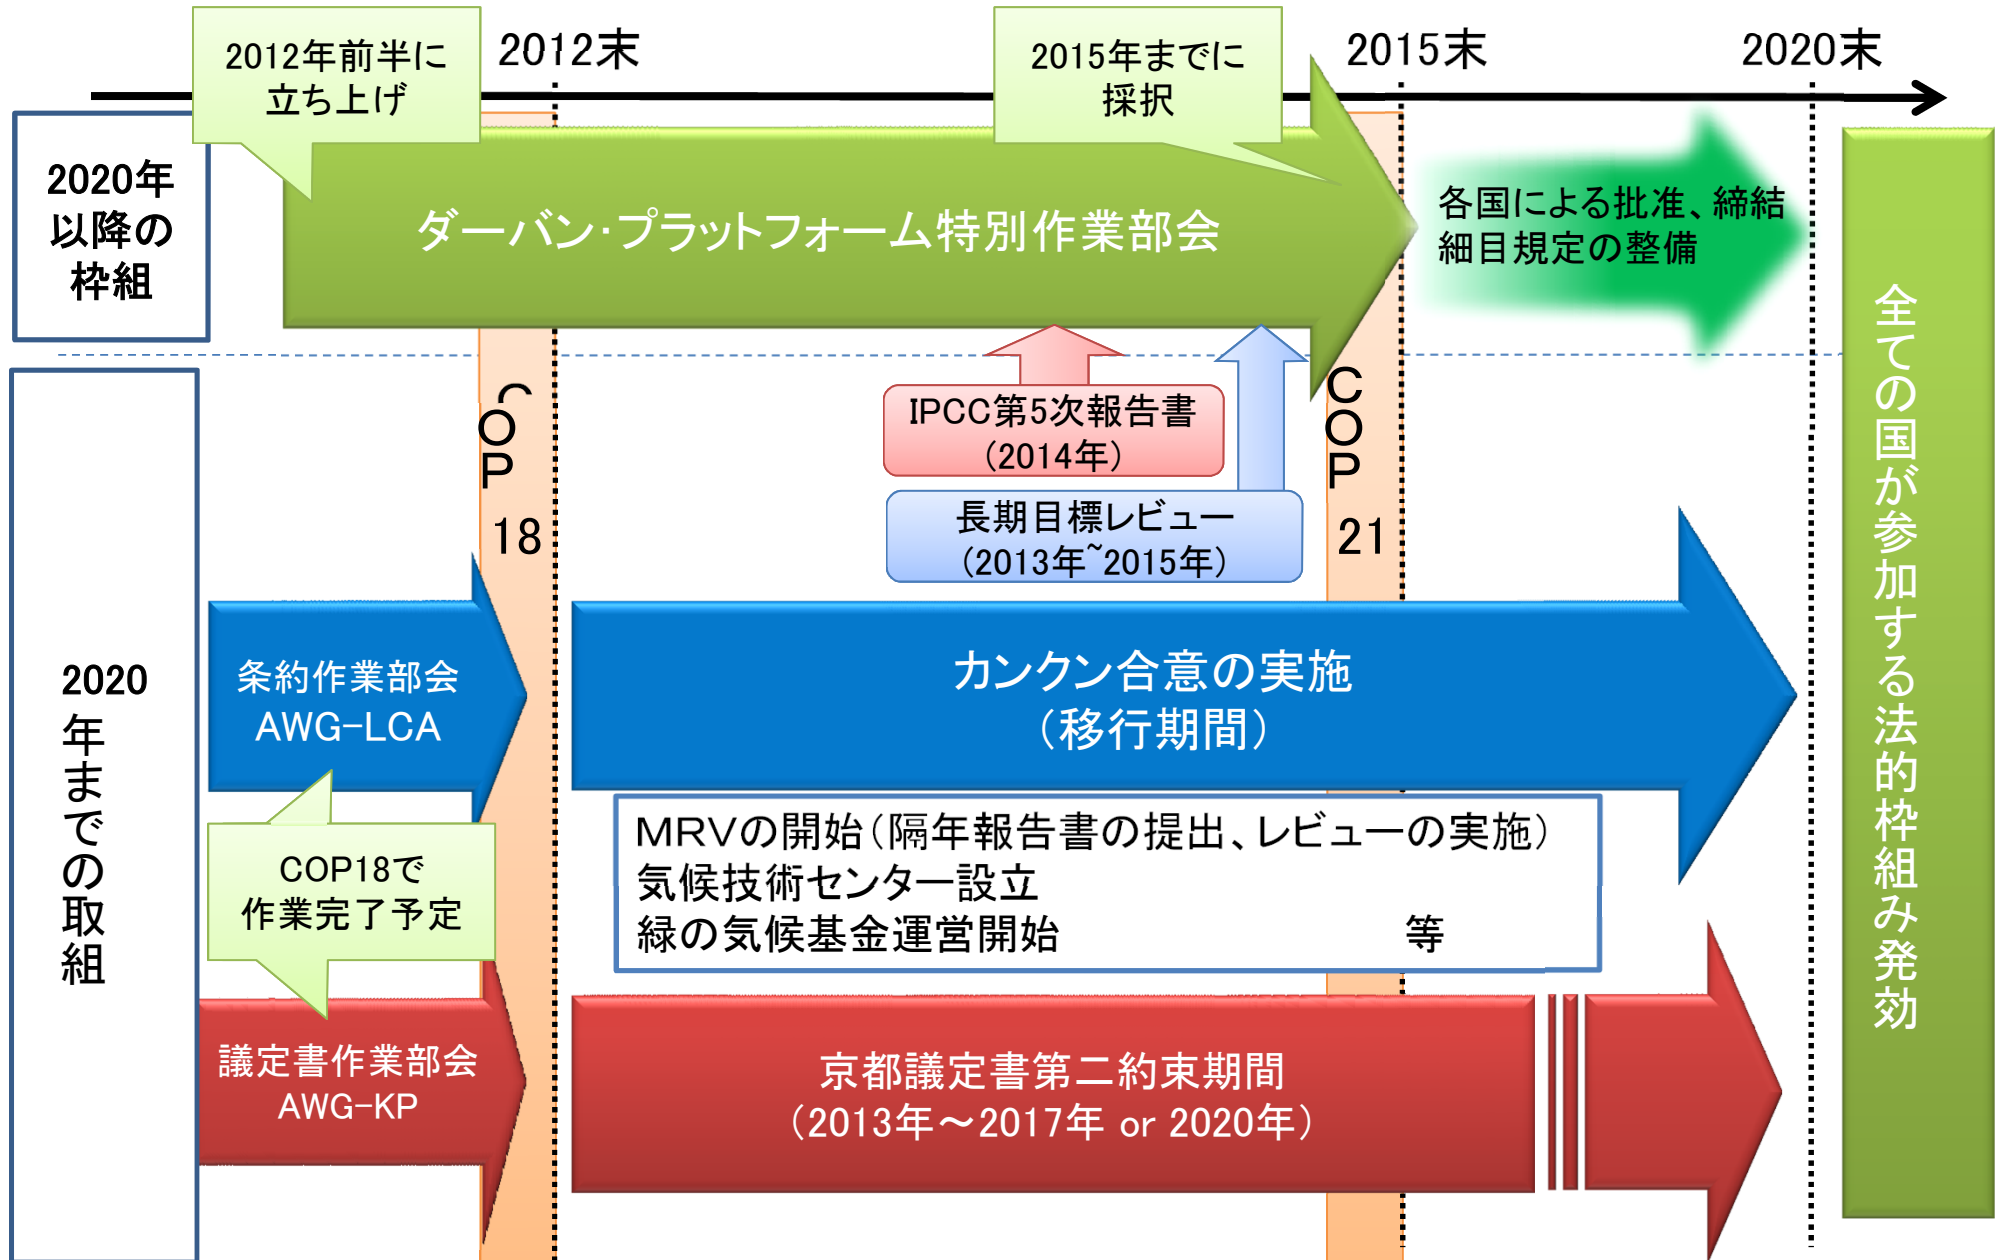 2012年前半に
立ち上げ
2012末
2015年までに
採択
2015末
2020末
2020年
以降の
枠組
ダーバン･プラットフォーム特別作業部会
各国による批准、締結
細目規定の整備
全ての国が参加する法的枠組み発効
COP
18
IPCC第5次報告書
(2014年)
長期目標レビュー
(2013年~2015年)
COP
21
2020
年までの取組
条約作業部会
AWG-LCA
カンクン合意の実施
(移行期間)
COP18で
作業完了予定
MRVの開始(隔年報告書の提出、レビューの実施)
気候技術センター設立
緑の気候基金運営開始 等
議定書作業部会
AWG-KP
京都議定書第二約束期間
(2013年～2017年 or 2020年)